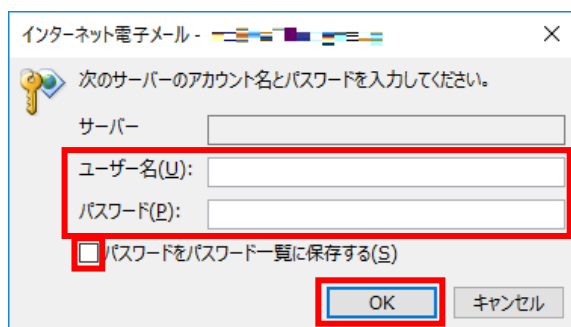 インターネット電子メール -
次のサーバーのアカウント名とパスワードを入力してください。
サーバー
ユーザー名(U):
パスワード(P):
パスワードをパスワード一覧に保存する(S)
OK キャンセル